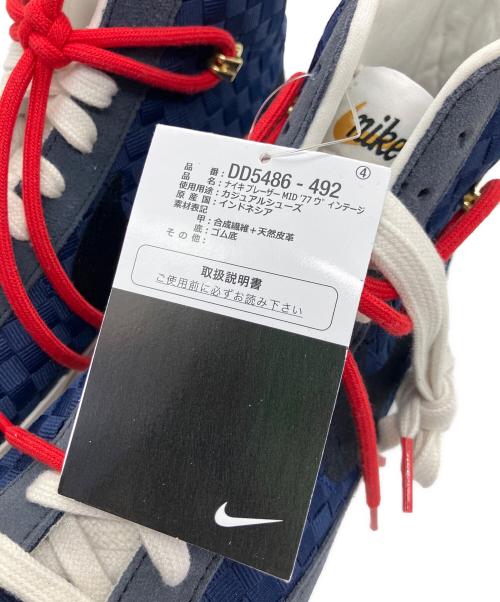 ④
品 番: DD5486 - 492
品 名: ナイキ ブレーザー MID '77 ヴィンテージ
使用用途: カジュアルシューズ
原 産 国: インドネシア
素材表記
甲: 合成繊維+天然皮革
底: ゴム底
その他:
取扱説明書
ご使用前に必ずお読み下さい
nike